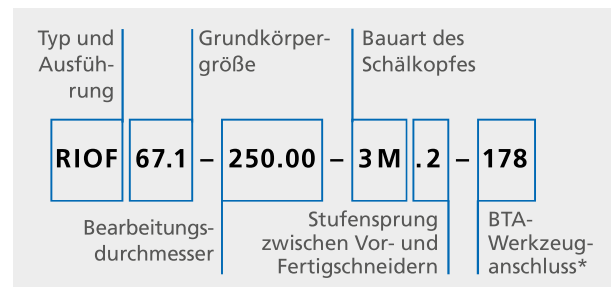 Typ und
Ausfüh-
rung
Grundkörper-
größe
Bauart des
Schälkopfes
RIOF 67.1 – 250.00 – 3M .2 – 178
Bearbeitungs-
durchmesser
Stufensprung
zwischen Vor- und
Fertigschneidern
BTA-
Werkzeug-
anschluss*